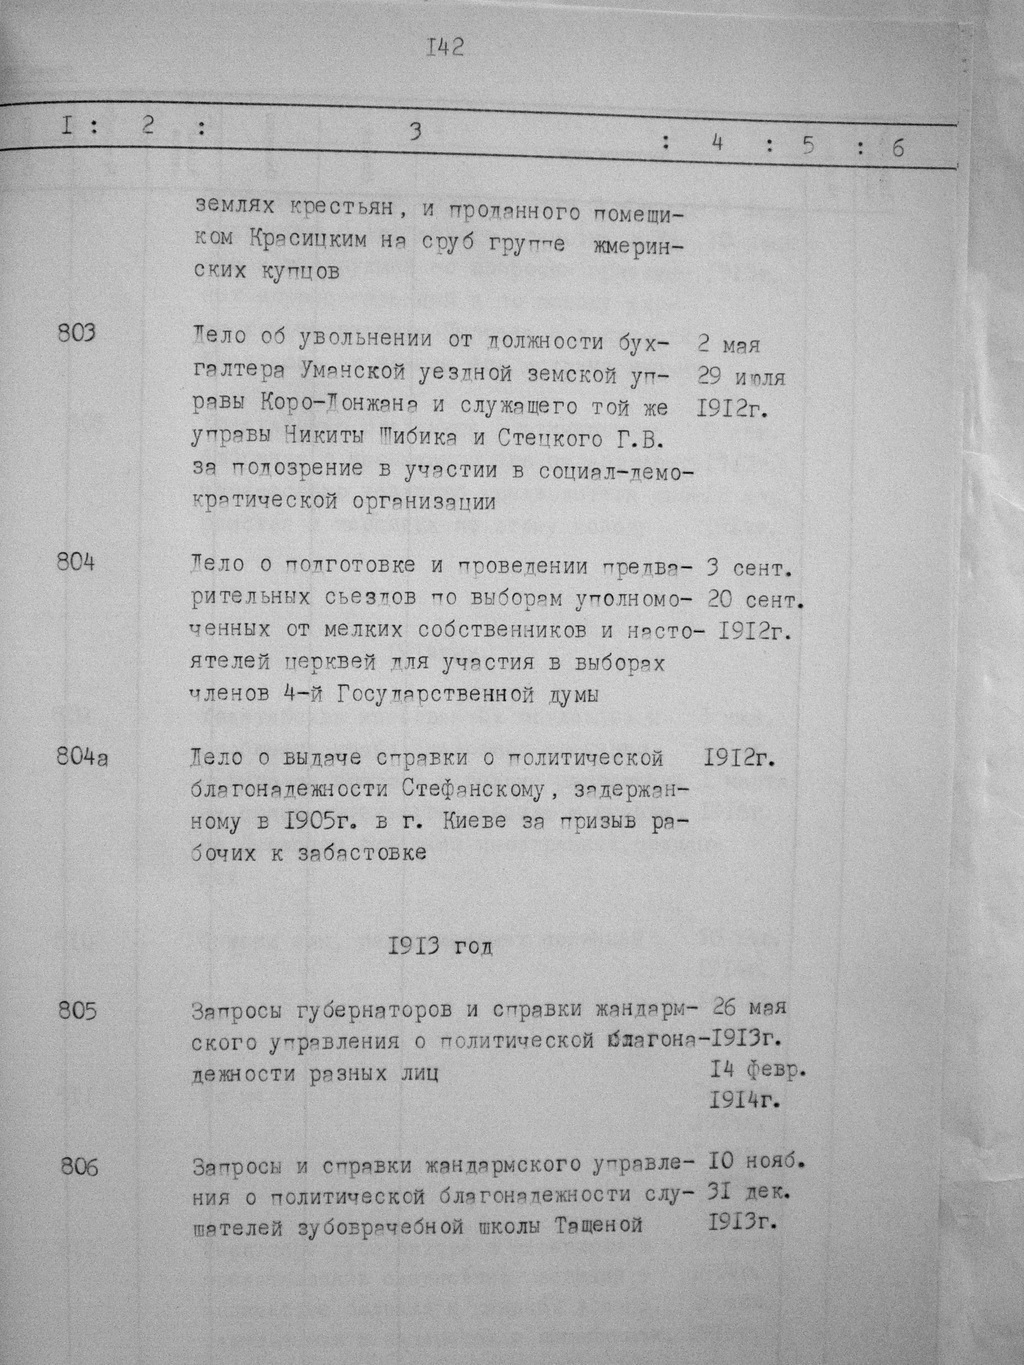 I42
I : 2 : 3 : 4 : 5 : 6
землях крестьян, и проданного помещи-
ком Красицким на сруб группе жмерин-
ских купцов
803 Дело об увольнении от должности бух- 2 мая
галтера Уманской уездной земской уп- 29 июля
равы Коро-Донжана и служащего той же I9I2г.
управы Никиты Шибика и Стецкого Г.В.
за подозрение в участии в социал-демо-
кратической организации
804 Дело о подготовке и проведении предва- 3 сент.
рительных сьездов по выборам уполномо- 20 сент.
ченных от мелких собственников и насто- I9I2г.
ятелей церквей для участия в выборах
членов 4-й Государственной думы
804а Дело о выдаче справки о политической I9I2г.
благонадежности Стефанскому, задержан-
ному в I905г. в г. Киеве за призыв ра-
бочих к забастовке
I9I3 год
805 Запросы губернаторов и справки жандарм- 26 мая
ского управления о политической благона-I9I3г.
дежности разных лиц I4 февр.
I9I4г.
806 Запросы и справки жандармского управле- I0 нояб.
ния о политической благонадежности слу- 3I дек.
шателей зубоврачебной школы Тащеной I9I3г.